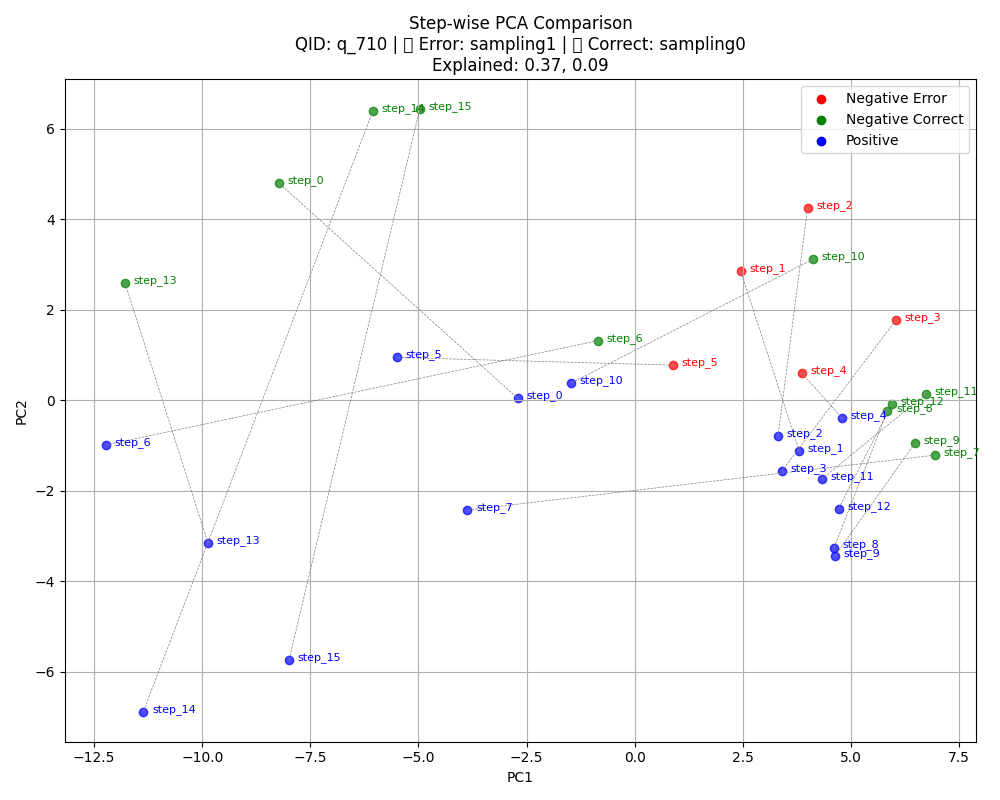 Step-wise PCA Comparison
QID: q_710 | Error: sampling1 | Correct: sampling0
Explained: 0.37, 0.09
Negative Error
Negative Correct
Positive
step_14
step_15
step_0
step_2
step_10
step_1
step_13
step_3
step_6
step_5
step_5
step_4
step_10
step_11
step_0
step_12
step_8
step_4
step_2
step_9
step_6
step_1
step_7
step_3
step_11
step_7
step_12
step_13
step_8
step_9
step_15
step_14
6
4
2
0
−2
−4
−6
PC2
−12.5 −10.0 −7.5 −5.0 −2.5 0.0 2.5 5.0 7.5
PC1